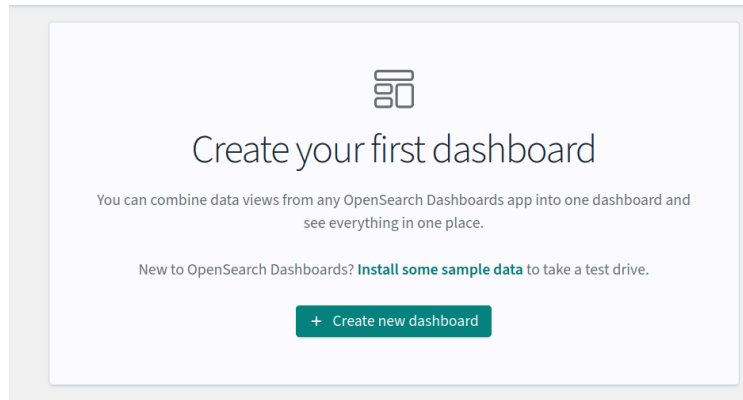 Create your first dashboard
You can combine data views from any OpenSearch Dashboards app into one dashboard and
see everything in one place.
New to OpenSearch Dashboards? Install some sample data to take a test drive.
+ Create new dashboard